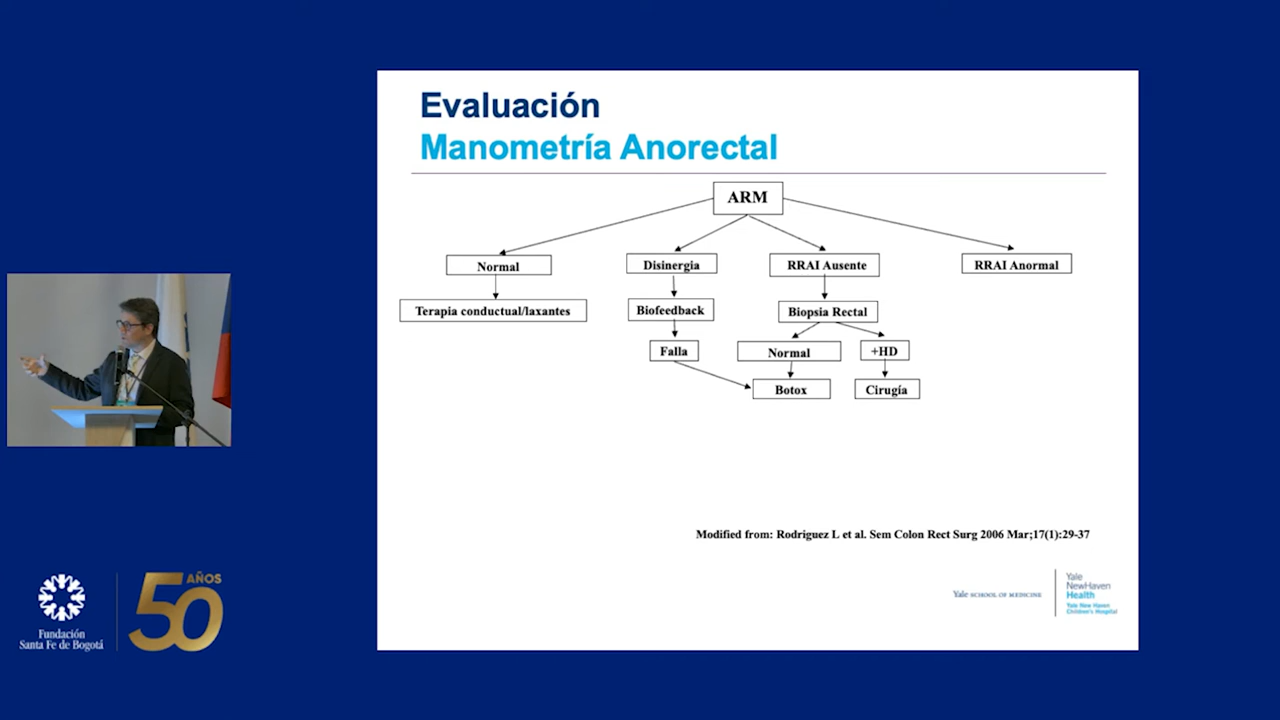 Evaluación
Manometría Anorectal
ARM
Normal
Disinergia
RRAI Ausente
RRAI Anormal
Terapia conductual/laxantes
Biofeedback
Biopsia Rectal
Falla
Normal
+HD
Botox
Cirugía
Modified from: Rodriguez L et al. Sem Colon Rect Surg 2006 Mar;17(1):29-37
Yale SCHOOL OF MEDICINE
Yale
NewHaven
Health
Yale New Haven
Children's Hospital
Fundación
Santa Fe de Bogotá
50 AÑOS